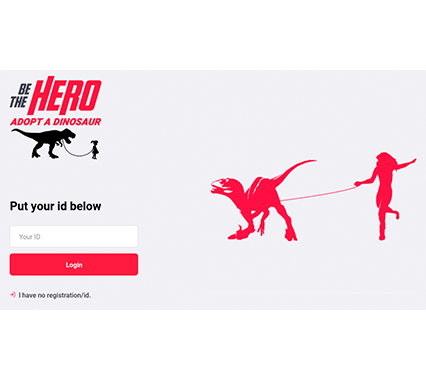 BE
THE HERO
ADOPT A DINOSAUR
Put your id below
Your ID
Login
I have no registration/id.